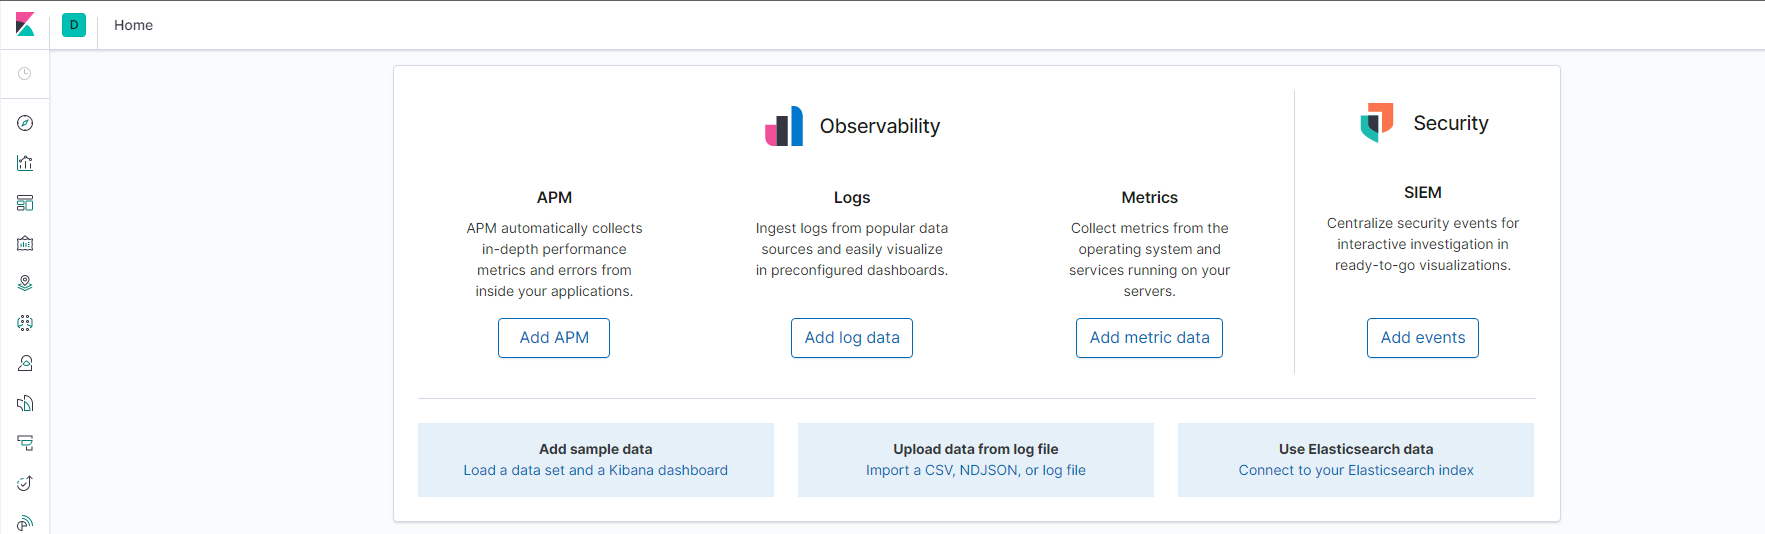 D
Home
Observability
APM
APM automatically collects
in-depth performance
metrics and errors from
inside your applications.
Add APM
Logs
Ingest logs from popular data
sources and easily visualize
in preconfigured dashboards.
Add log data
Metrics
Collect metrics from the
operating system and
services running on your
servers.
Add metric data
Security
SIEM
Centralize security events for
interactive investigation in
ready-to-go visualizations.
Add events
Add sample data
Load a data set and a Kibana dashboard
Upload data from log file
Import a CSV, NDJSON, or log file
Use Elasticsearch data
Connect to your Elasticsearch index